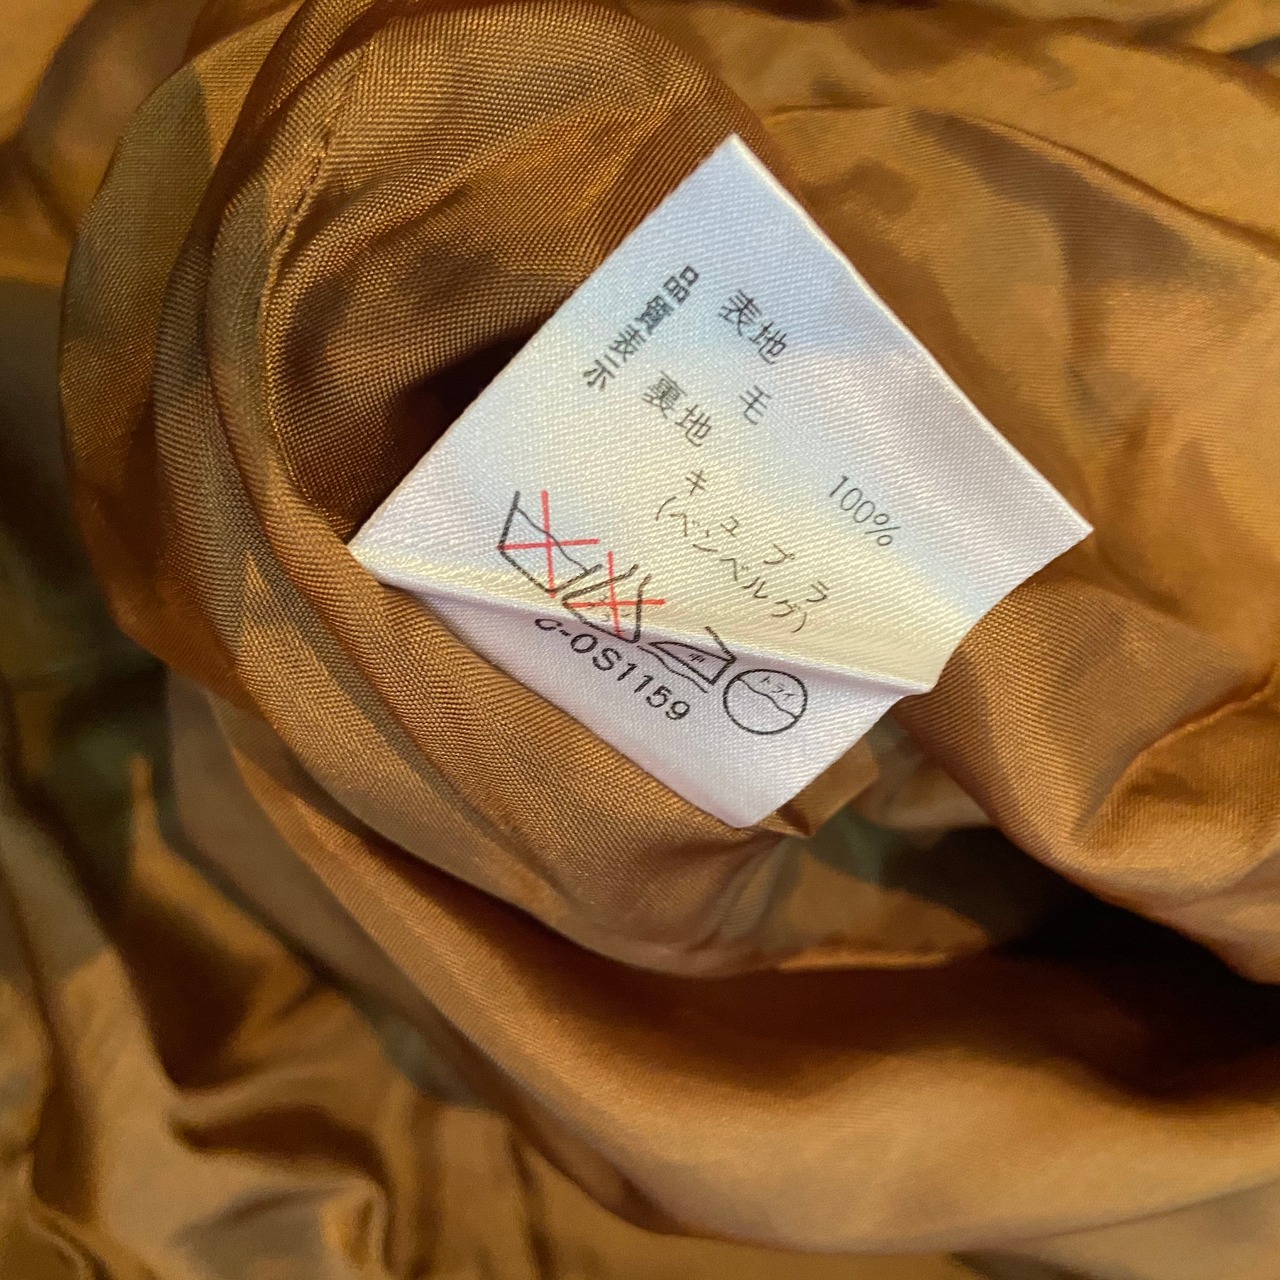 品質表示
表地
毛 100%
裏地
キュプラ
(ベンベルグ)
中
ドライ
C-OS1159